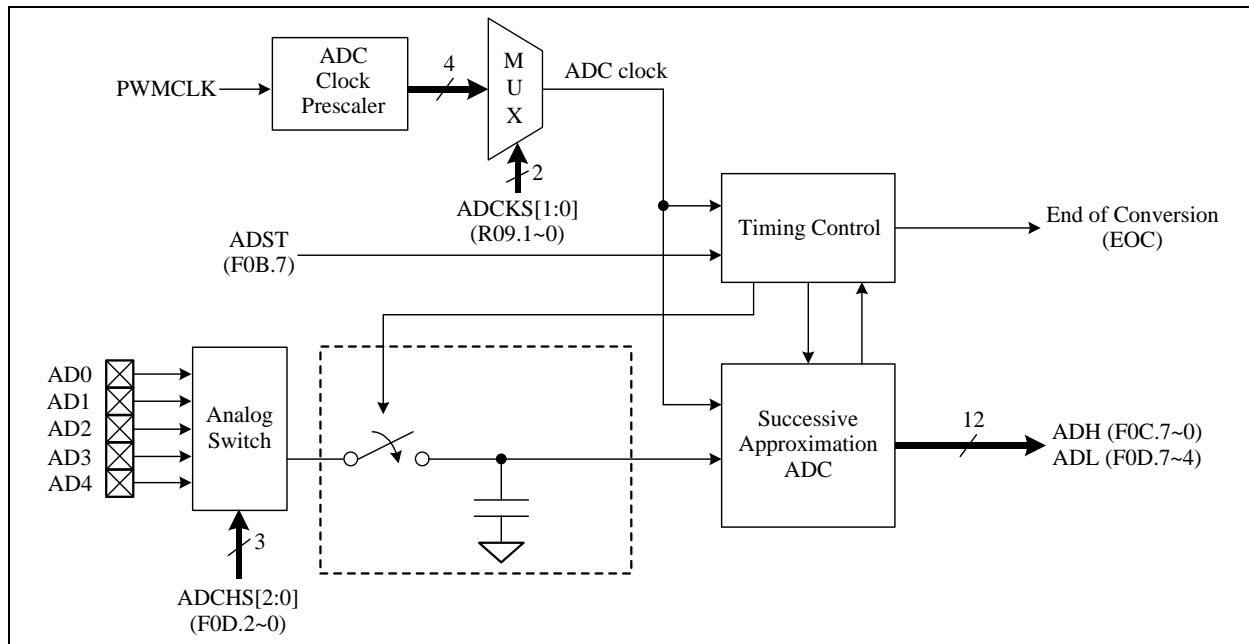 PWMCLK
ADC
Clock
Prescaler
4
M
U
X
ADC clock
2
ADCKS[1:0]
(R09.1~0)
ADST
(F0B.7)
Timing Control
End of Conversion
(EOC)
AD0
AD1
AD2
AD3
AD4
Analog
Switch
3
ADCHS[2:0]
(F0D.2~0)
Successive
Approximation
ADC
12
ADH (F0C.7~0)
ADL (F0D.7~4)